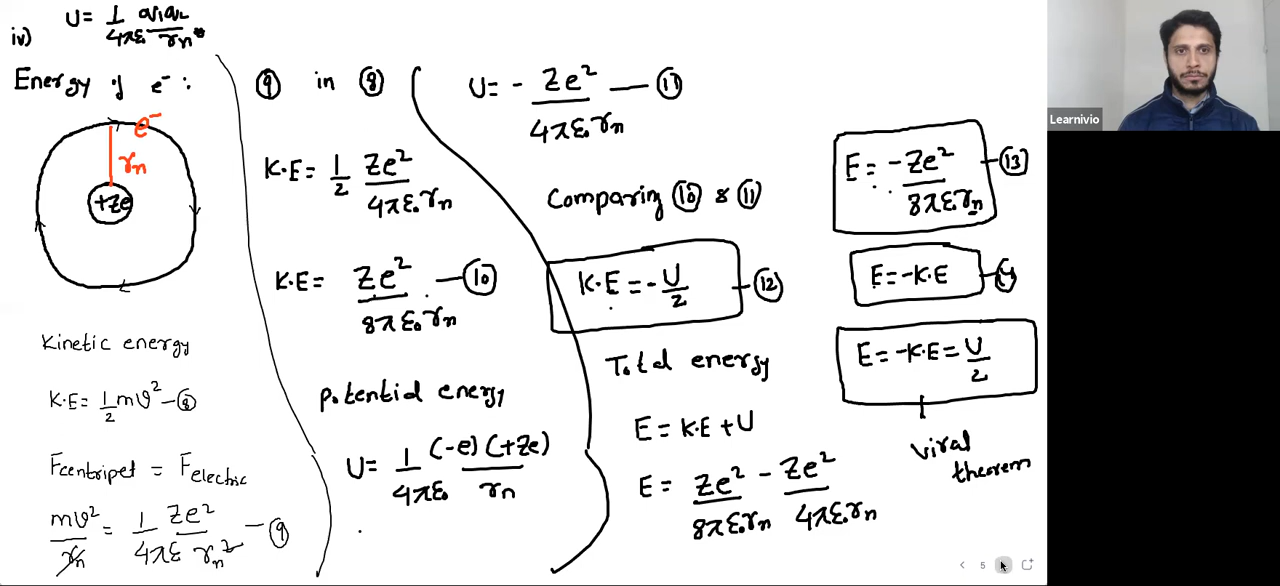 iv) U = 1/4πε q₁q₂/rₙ
Energy of e⁻ :
e⁻
rₙ
+Ze
Kinetic energy
K·E = 1/2 mv² — ⑧
Fcentripet = Felectric
mv²/rₙ = 1/4πε Ze²/rₙ² — ⑨
⑨ in ⑧
K·E = 1/2 Ze²/4πε₀rₙ
K·E = Ze²/8πε₀rₙ — ⑩
Potential energy
U = 1/4πε₀ (-e)(+Ze)/rₙ
U = - Ze²/4πε₀rₙ — ⑪
Comparing ⑩ & ⑪
K·E = - U/2 — ⑫
Total energy
E = K·E + U
E = Ze²/8πε₀rₙ - Ze²/4πε₀rₙ
E = -Ze²/8πε₀rₙ — ⑬
E = -K·E
E = -K·E = U/2
viral
theorem
Learnivio
5